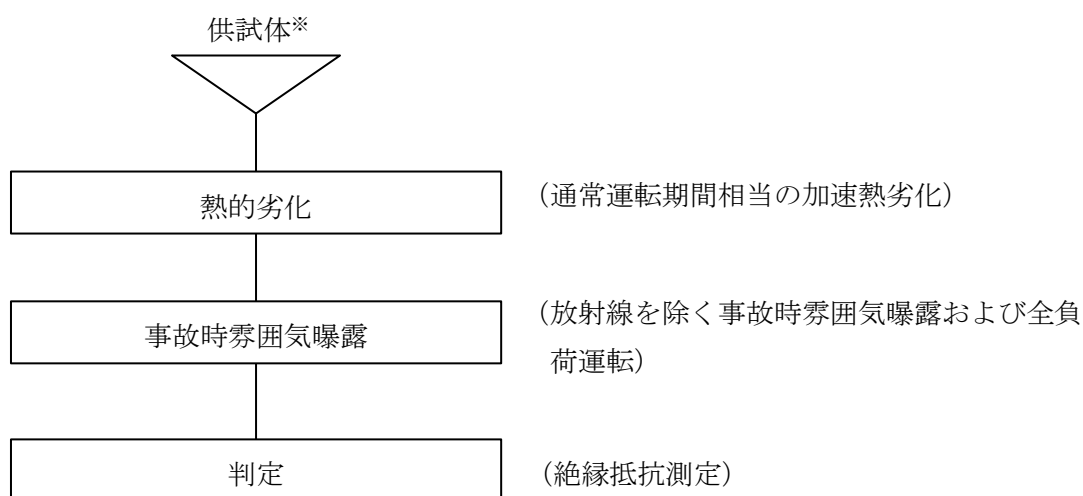 供試体※
熱的劣化
（通常運転期間相当の加速熱劣化）
事故時雰囲気曝露
（放射線を除く事故時雰囲気曝露および全負
荷運転）
判定
（絶縁抵抗測定）